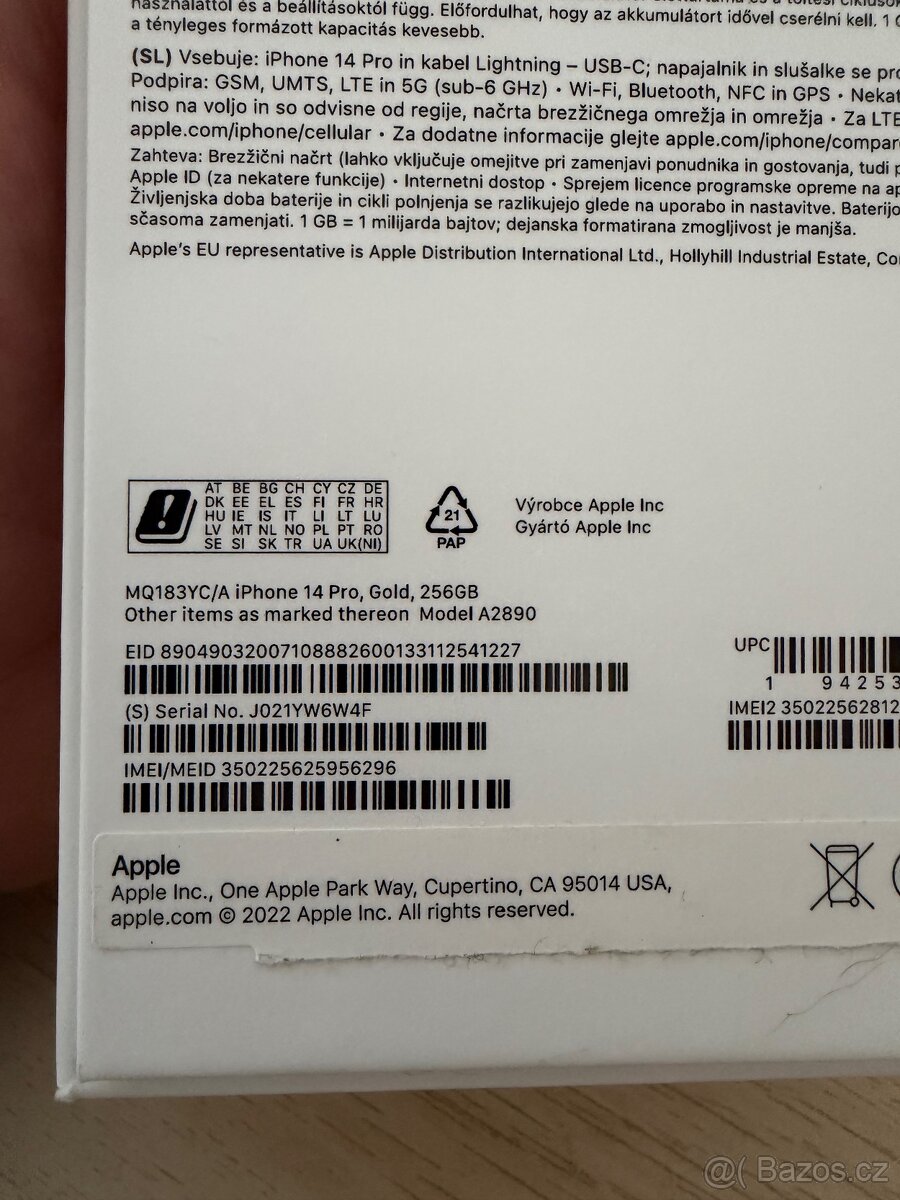 használattól és a beállításoktól függ. Előfordulhat, hogy az akkumulátort idővel cserélni kell. 1
a tényleges formázott kapacitás kevesebb.
(SL) Vsebuje: iPhone 14 Pro in kabel Lightning – USB-C; napajalnik in slušalke se
Podpira: GSM, UMTS, LTE in 5G (sub-6 GHz) • Wi-Fi, Bluetooth, NFC in GPS •
niso na voljo in so odvisne od regije, načrta brezžičnega omrežja in omrežja • Za LTE
apple.com/iphone/cellular • Za dodatne informacije glejte apple.com/iphone/compare
Zahteva: Brezžični načrt (lahko vključuje omejitve pri zamenjavi ponudnika in gostovanja, tudi
Apple ID (za nekatere funkcije) • Internetni dostop • Sprejem licence programske opreme na
Življenjska doba baterije in cikli polnjenja se razlikujejo glede na uporabo in nastavitve.
sčasoma zamenjati. 1 GB = 1 milijarda bajtov; dejanska formatirana zmogljivost je manjša.
Apple's EU representative is Apple Distribution International Ltd., Hollyhill Industrial Estate,
AT BE BG CH CY CZ DE
DK EE EL ES FI FR HR
HU IE IS IT LI LT LU
LV MT NL NO PL PT RO
SE SI SK TR UA UK(NI)
21
PAP
Výrobce Apple Inc
Gyártó Apple Inc
MQ183YC/A iPhone 14 Pro, Gold, 256GB
Other items as marked thereon Model A2890
EID 89049032007108882600133112541227
(S) Serial No. J021YW6W4F
IMEI/MEID 350225625956296
UPC
1 94253
IMEI2 35022562812
Apple
Apple Inc., One Apple Park Way, Cupertino, CA 95014 USA,
apple.com © 2022 Apple Inc. All rights reserved.
@( Bazos.cz